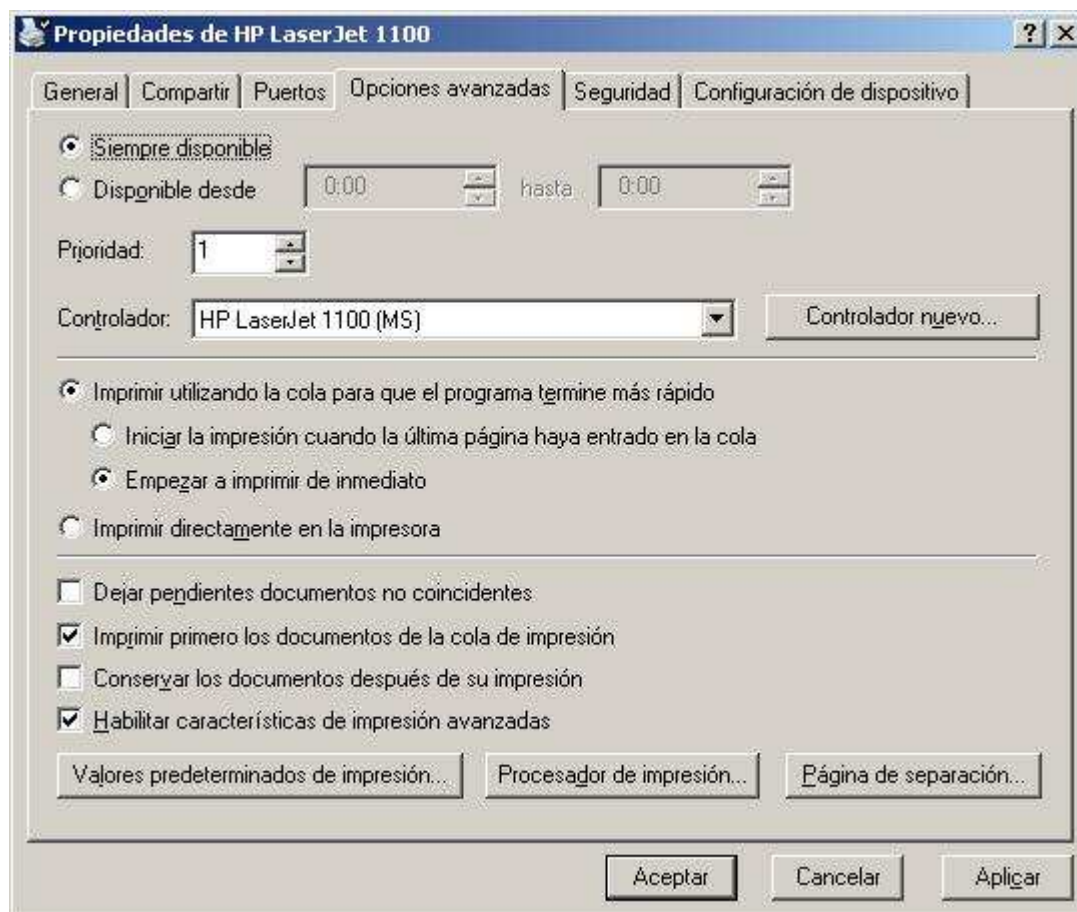 Propiedades de HP LaserJet 1100
General Compartir Puertos Opciones avanzadas Seguridad Configuración de dispositivo
Siempre disponible
Disponible desde 0:00 hasta 0:00
Prioridad: 1
Controlador: HP LaserJet 1100 (MS) Controlador nuevo...
Imprimir utilizando la cola para que el programa termine más rápido
Iniciar la impresión cuando la última página haya entrado en la cola
Empezar a imprimir de inmediato
Imprimir directamente en la impresora
Dejar pendientes documentos no coincidentes
Imprimir primero los documentos de la cola de impresión
Conservar los documentos después de su impresión
Habilitar características de impresión avanzadas
Valores predeterminados de impresión... Procesador de impresión... Página de separación...
Aceptar Cancelar Aplicar